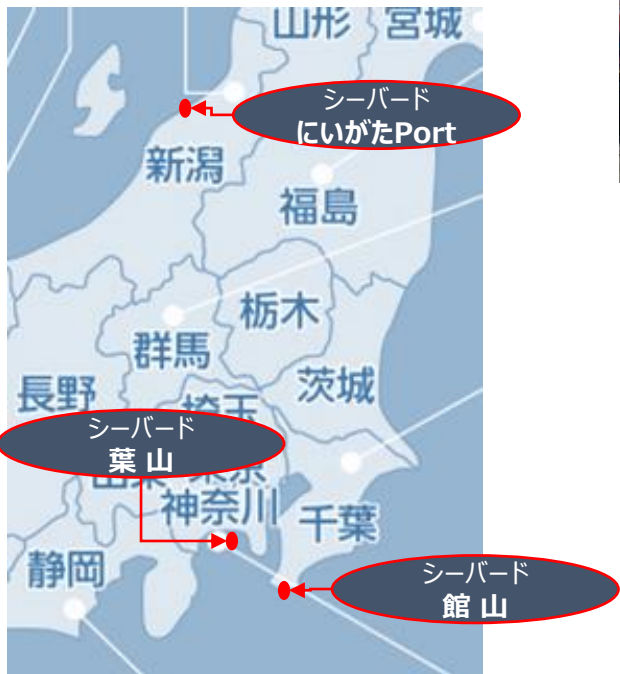 山形
宮城
シーバード
にいがたPort
新潟
福島
栃木
群馬
長野
茨城
埼玉
シーバード
葉 山
神奈川
千葉
静岡
シーバード
館 山